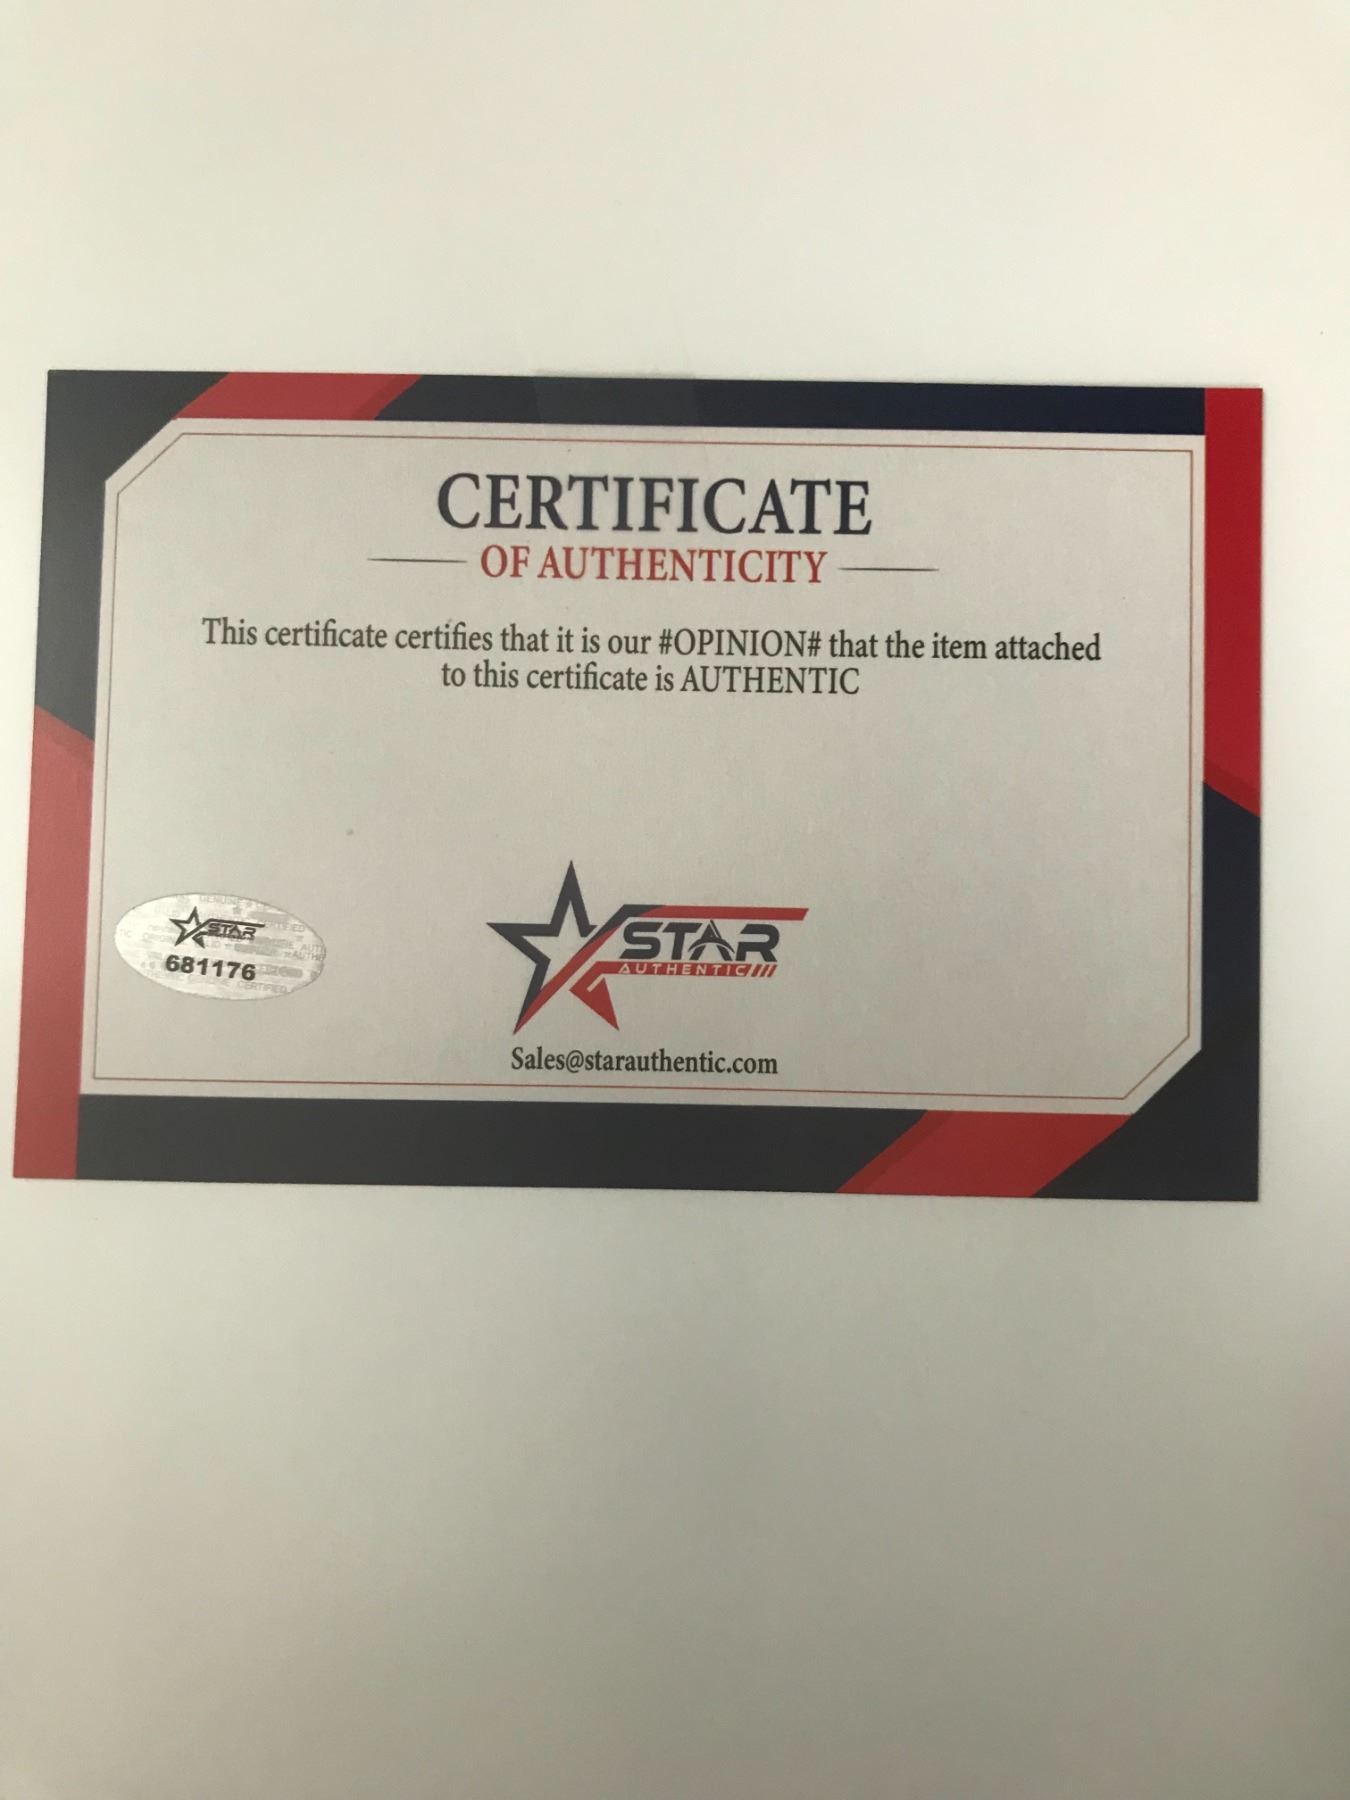 CERTIFICATE
OF AUTHENTICITY
This certificate certifies that it is our #OPINION# that the item attached
to this certificate is AUTHENTIC
STAR
681176
STAR
AUTHENTIC
Sales@starauthentic.com